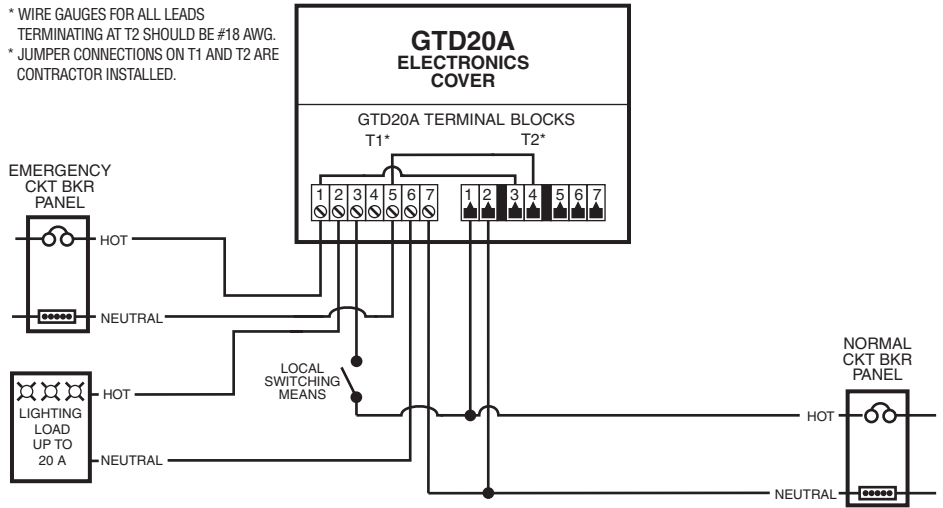 * WIRE GAUGES FOR ALL LEADS
TERMINATING AT T2 SHOULD BE #18 AWG.
* JUMPER CONNECTIONS ON T1 AND T2 ARE
CONTRACTOR INSTALLED.
GTD20A
ELECTRONICS
COVER
GTD20A TERMINAL BLOCKS
T1* T2*
1 2 3 4 5 6 7 1 2 3 4 5 6 7
EMERGENCY
CKT BKR
PANEL
HOT
NEUTRAL
LOCAL
SWITCHING
MEANS
HOT
LIGHTING
LOAD
UP TO
20 A
NEUTRAL
NORMAL
CKT BKR
PANEL
HOT
NEUTRAL